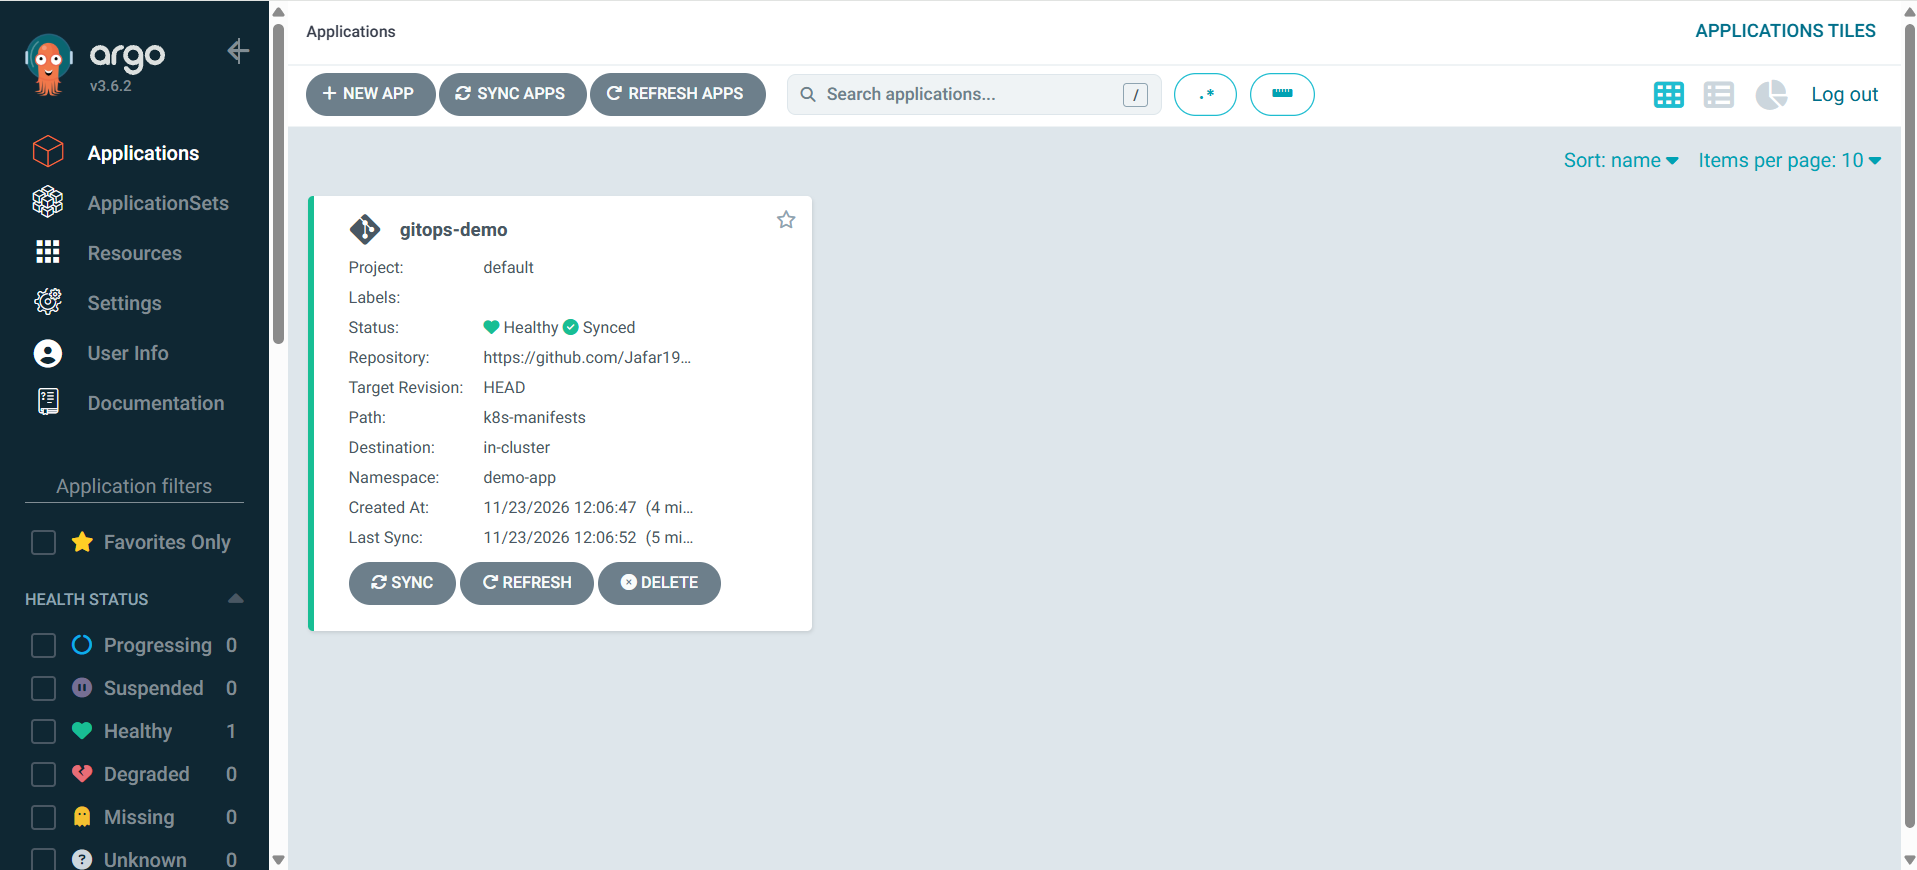 argo
v3.6.2
Applications
ApplicationSets
Resources
Settings
User Info
Documentation
Application filters
Favorites Only
HEALTH STATUS
Progressing 0
Suspended 0
Healthy 1
Degraded 0
Missing 0
Unknown 0
Applications
APPLICATIONS TILES
+ NEW APP
SYNC APPS
REFRESH APPS
Search applications...
/
.*
Log out
Sort: name
Items per page: 10
gitops-demo
Project: default
Labels:
Status: Healthy Synced
Repository: https://github.com/Jafar19...
Target Revision: HEAD
Path: k8s-manifests
Destination: in-cluster
Namespace: demo-app
Created At: 11/23/2026 12:06:47 (4 mi...
Last Sync: 11/23/2026 12:06:52 (5 mi...
SYNC
REFRESH
DELETE